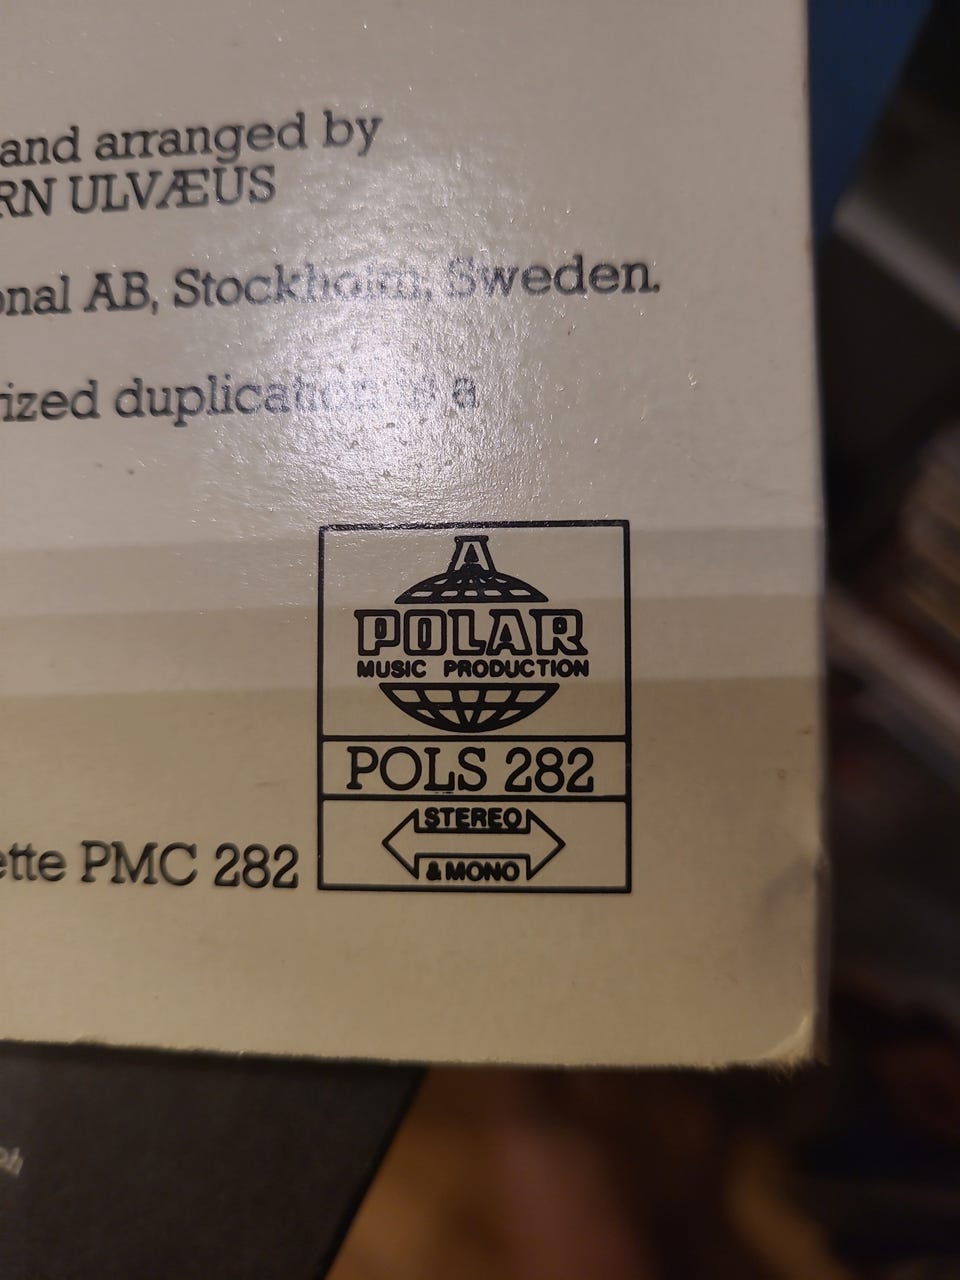 and arranged by
RN ULVÆUS
onal AB, Stockholm, Sweden.
rized duplication is a
A
POLAR
MUSIC PRODUCTION
POLS 282
STEREO
& MONO
ette PMC 282